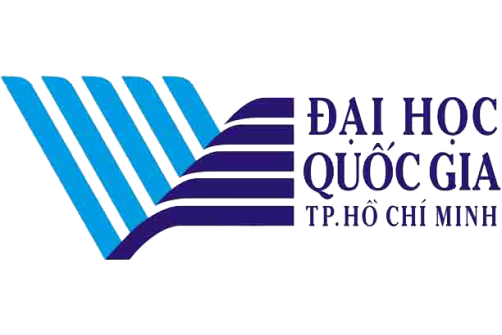 ĐẠI HỌC
QUỐC GIA
TP.HỒ CHÍ MINH